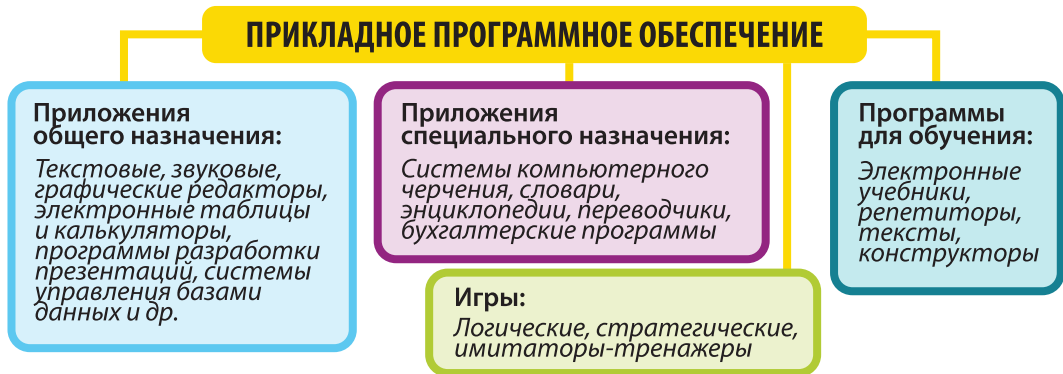 ПРИКЛАДНОЕ ПРОГРАММНОЕ ОБЕСПЕЧЕНИЕ
Приложения
общего назначения:
Текстовые, звуковые,
графические редакторы,
электронные таблицы
и калькуляторы,
программы разработки
презентаций, системы
управления базами
данных и др.
Приложения
специального назначения:
Системы компьютерного
черчения, словари,
энциклопедии, переводчики,
бухгалтерские программы
Игры:
Логические, стратегические,
имитаторы-тренажеры
Программы
для обучения:
Электронные
учебники,
репетиторы,
тексты,
конструкторы